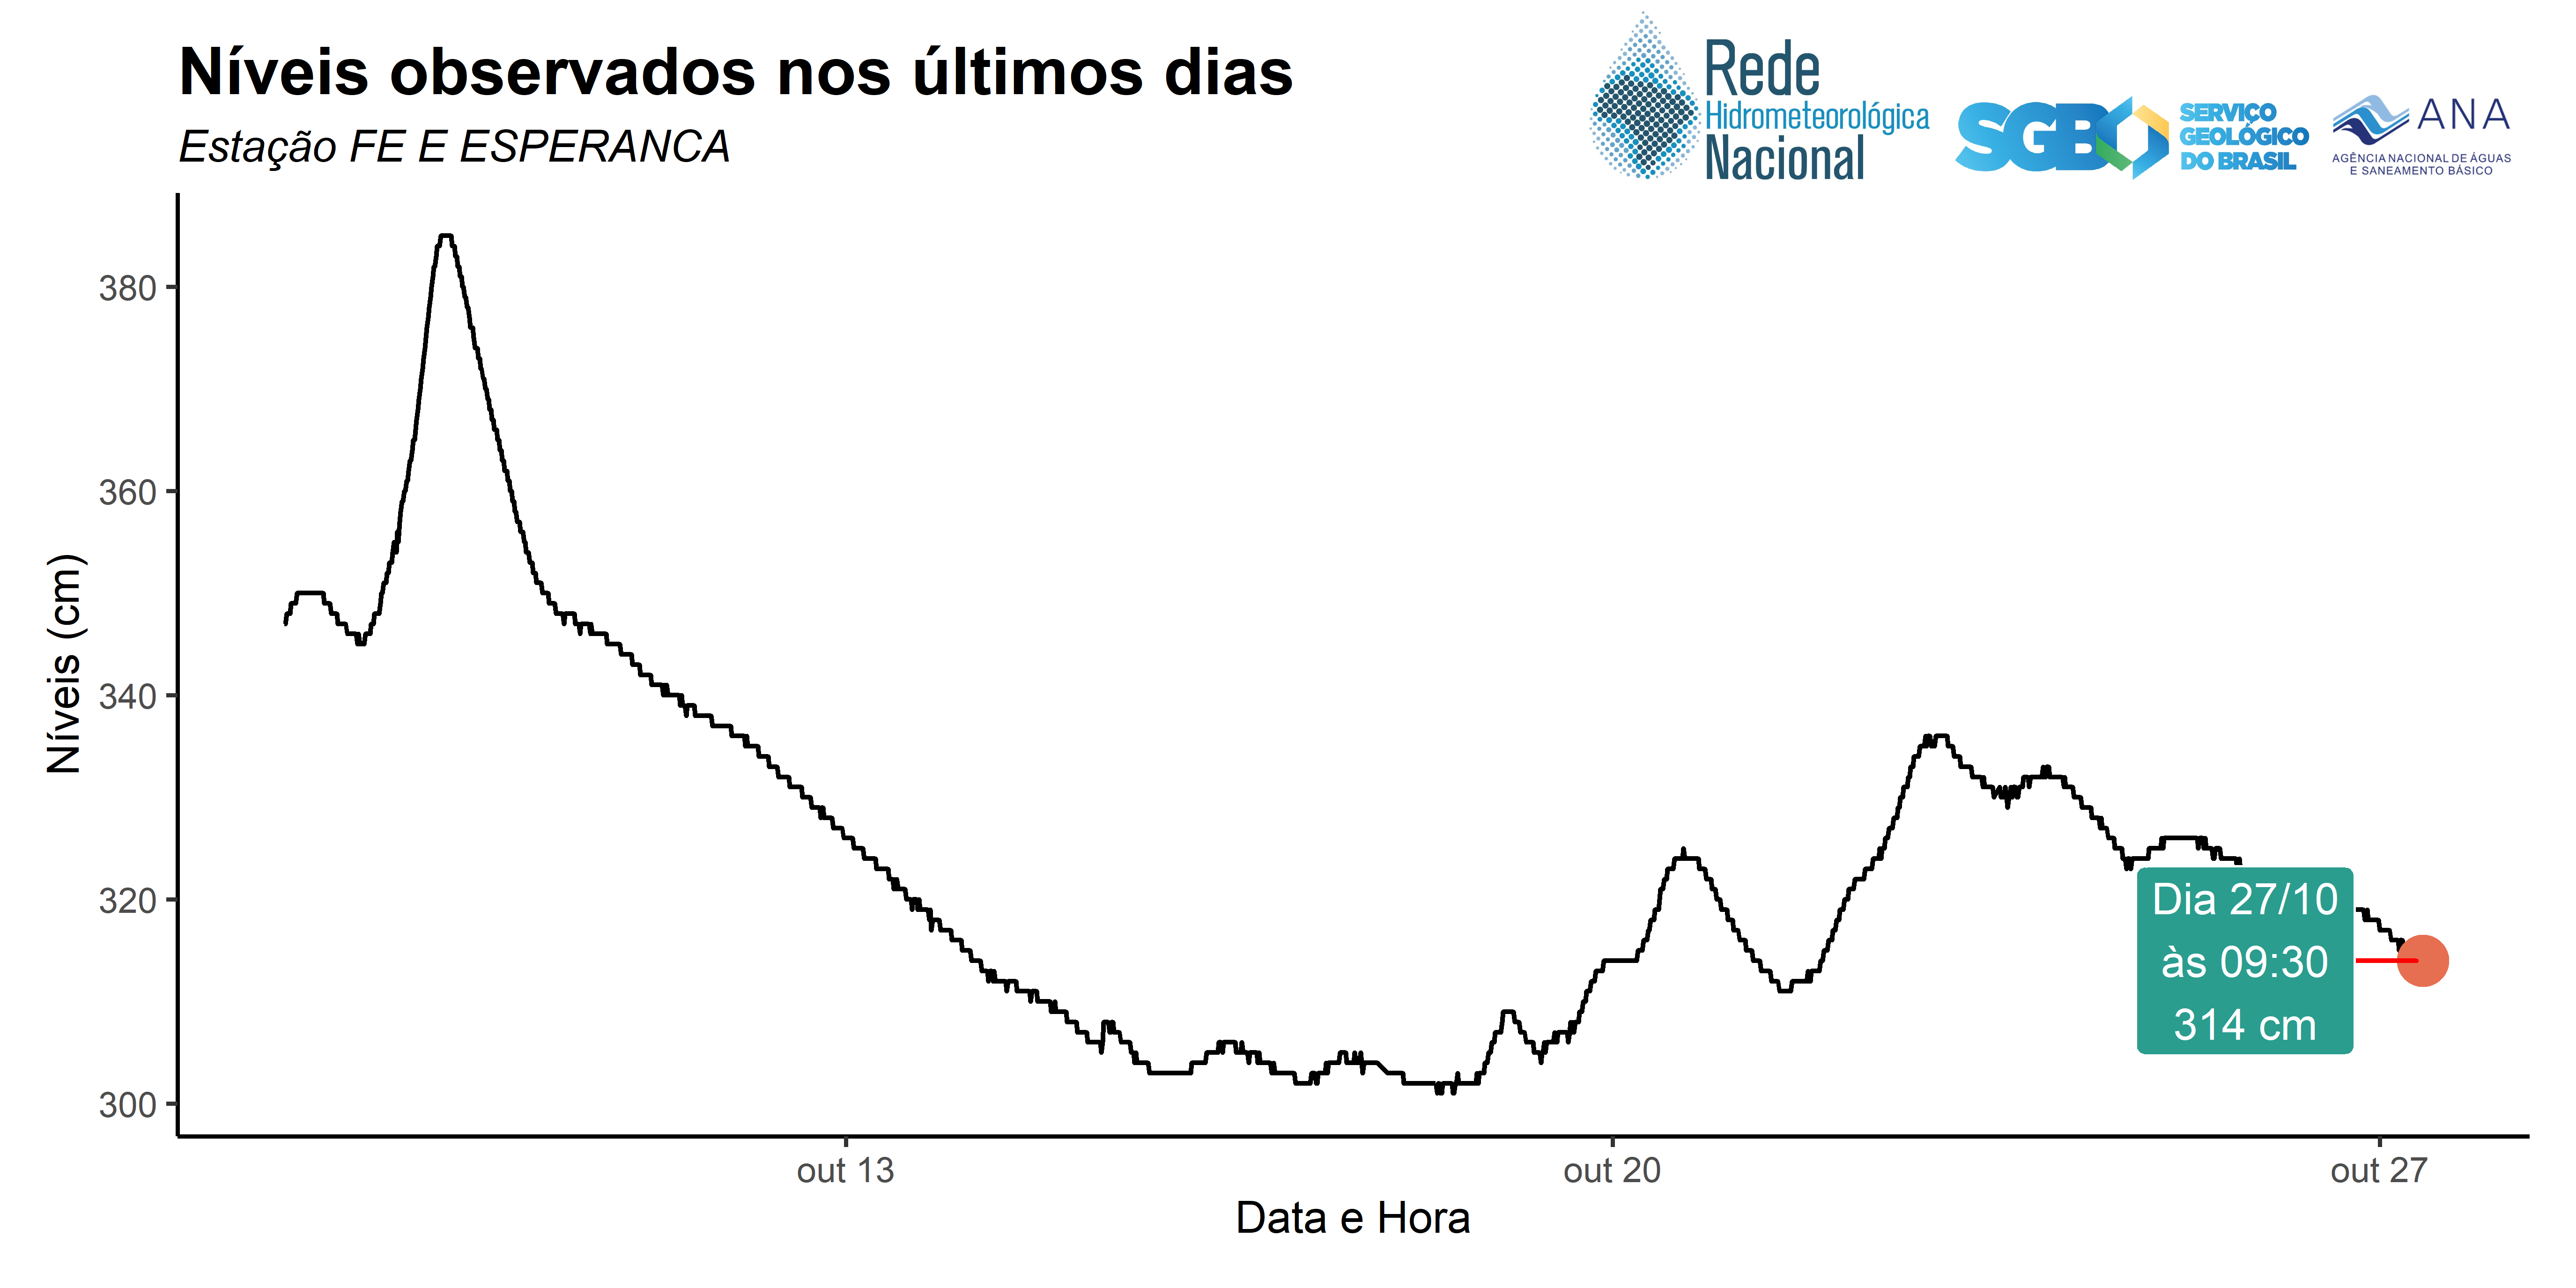 Níveis observados nos últimos dias
Estação FE E ESPERANCA
Rede
Hidrometeorológica
Nacional
SGB
SERVIÇO
GEOLÓGICO
DO BRASIL
ANA
AGÊNCIA NACIONAL DE ÁGUAS
E SANEAMENTO BÁSICO
Níveis (cm)
380
360
340
320
300
Dia 27/10
às 09:30
314 cm
out 13
out 20
out 27
Data e Hora